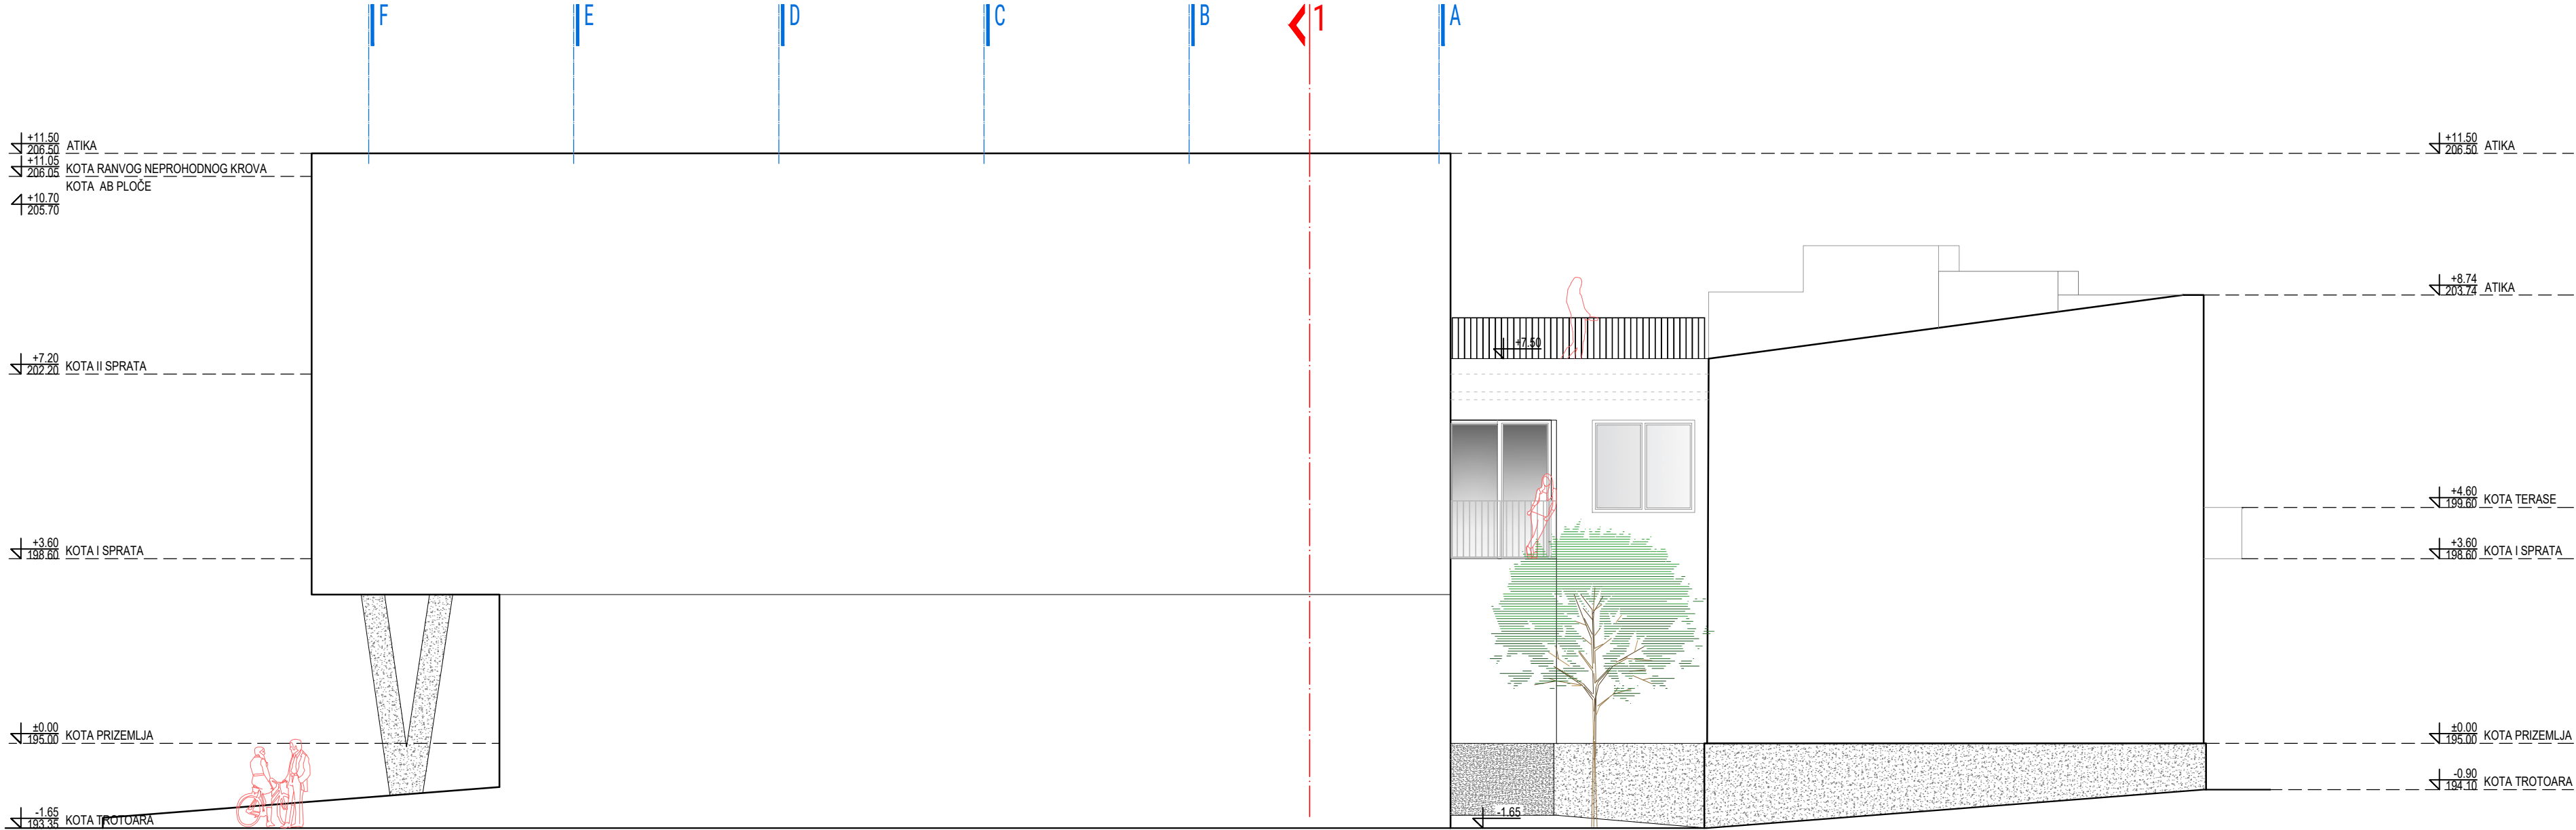 F E D C B 1 A
+11.50
206.50 ATIKA
+11.05
206.05 KOTA RANVOG NEPROHODNOG KROVA
KOTA AB PLOČE
+10.70
205.70
+7.20
202.20 KOTA II SPRATA
+3.60
198.60 KOTA I SPRATA
±0.00
195.00 KOTA PRIZEMLJA
-1.65
193.35 KOTA TROTOARA
+7.50
-1.65
+11.50
206.50 ATIKA
+8.74
203.74 ATIKA
+4.60
199.60 KOTA TERASE
+3.60
198.60 KOTA I SPRATA
±0.00
195.00 KOTA PRIZEMLJA
-0.90
194.10 KOTA TROTOARA